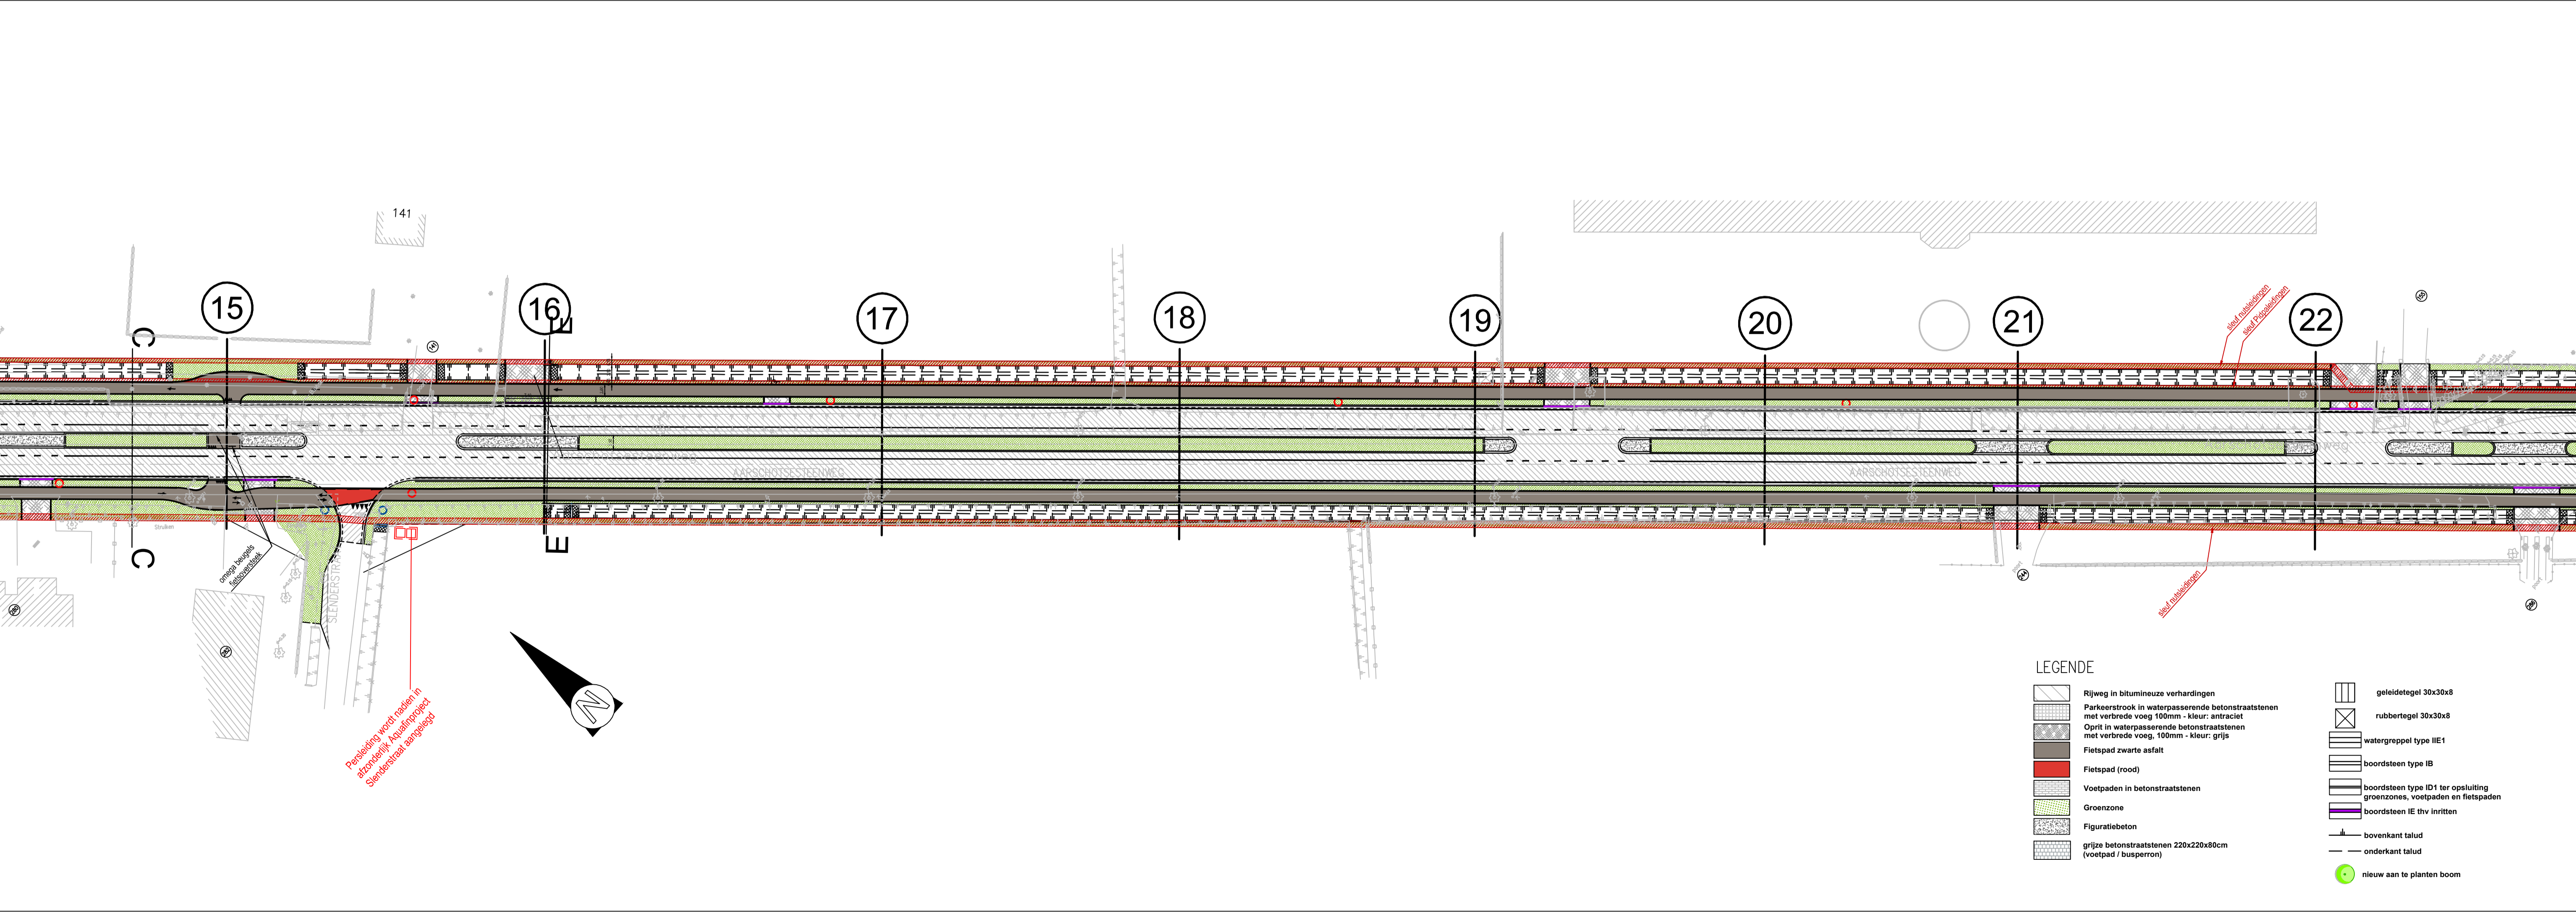 141
15
16
17
18
19
20
21
22
C
C
E
E
141
sleuf nutsleidingen
sleuf Pidpaleidingen
AARSCHOTSESTEENWEG
AARSCHOTSESTEENWEG
Struiken
omega beugels
fietsoversteek
SLENDERSTRAAT
244
sleuf nutsleidingen
N
Persleiding wordt nadien in
afzonderlijk Aquafinproject
Slenderstraat aangelegd
LEGENDE
Rijweg in bitumineuze verhardingen
Parkeerstrook in waterpasserende betonstraatstenen
met verbrede voeg 100mm - kleur: antraciet
Oprit in waterpasserende betonstraatstenen
met verbrede voeg, 100mm - kleur: grijs
Fietspad zwarte asfalt
Fietspad (rood)
Voetpaden in betonstraatstenen
Groenzone
Figuratiebeton
grijze betonstraatstenen 220x220x80cm
(voetpad / busperron)
geleidetegel 30x30x8
rubbertegel 30x30x8
watergreppel type IIE1
boordsteen type IB
boordsteen type ID1 ter opsluiting
groenzones, voetpaden en fietspaden
boordsteen IE thv inritten
bovenkant talud
onderkant talud
nieuw aan te planten boom